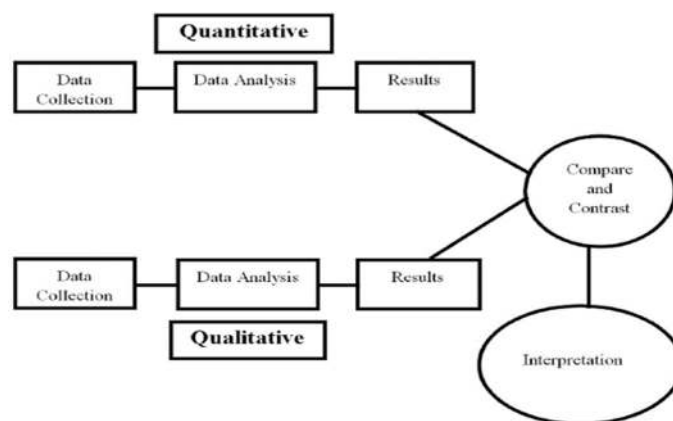 Quantitative
Data
Collection
Data Analysis
Results
Compare
and
Contrast
Data
Collection
Data Analysis
Results
Qualitative
Interpretation